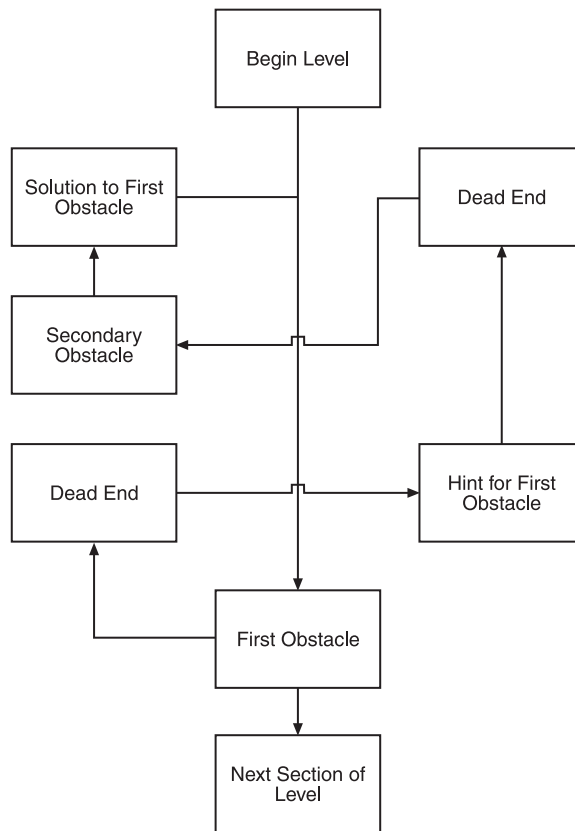 Begin Level
Solution to First
Obstacle
Dead End
Secondary
Obstacle
Dead End
Hint for First
Obstacle
First Obstacle
Next Section of
Level